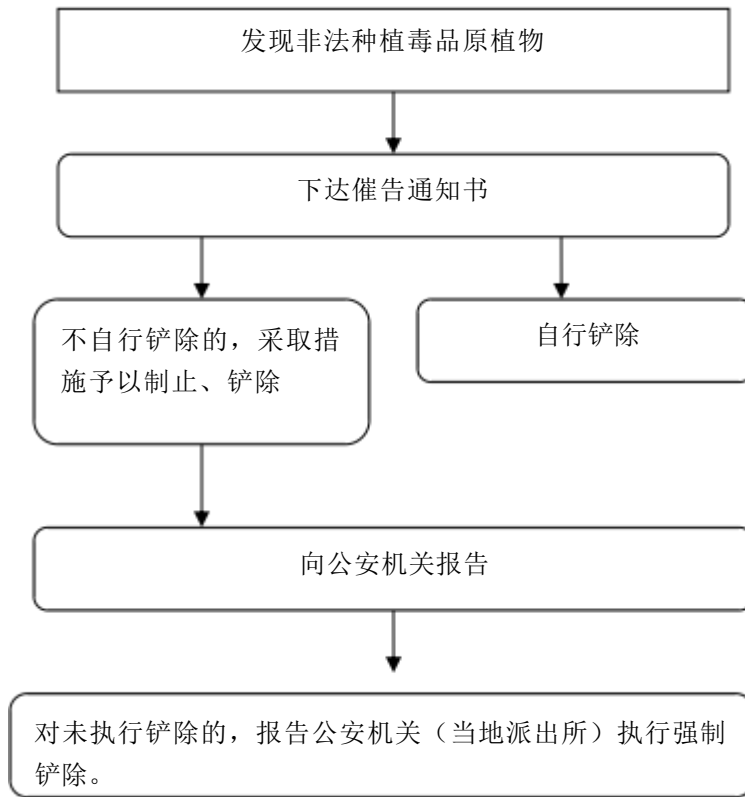 发现非法种植毒品原植物
下达催告通知书
不自行铲除的，采取措
施予以制止、铲除
自行铲除
向公安机关报告
对未执行铲除的，报告公安机关（当地派出所）执行强制
铲除。